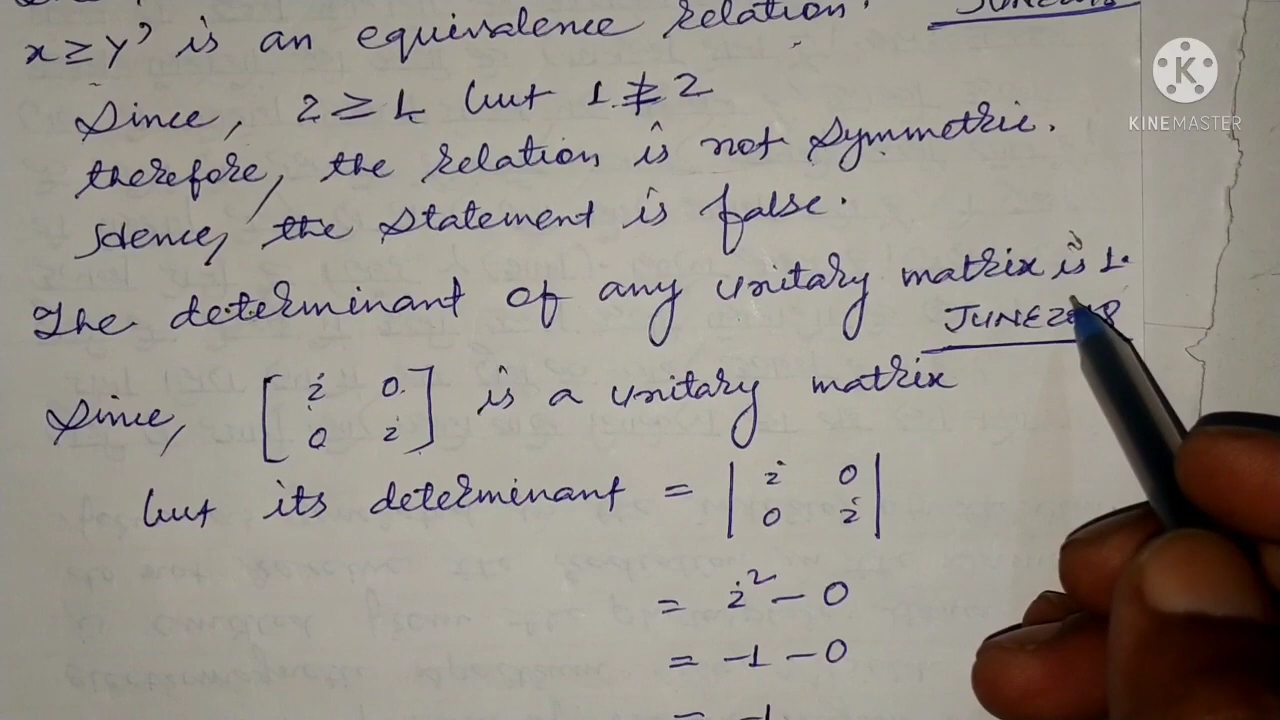 x ≥ y' is an equivalence relation.
Since, 2 ≥ 1 but 1 ≱ 2
therefore, the relation is not symmetric.
Hence, the statement is false.
The determinant of any unitary matrix is 1.
JUNE 2018
Since, [ i 0
0 i ] is a unitary matrix
but its determinant = | i 0
0 i |
= i² - 0
= -1 - 0
= -1
KINEMASTER